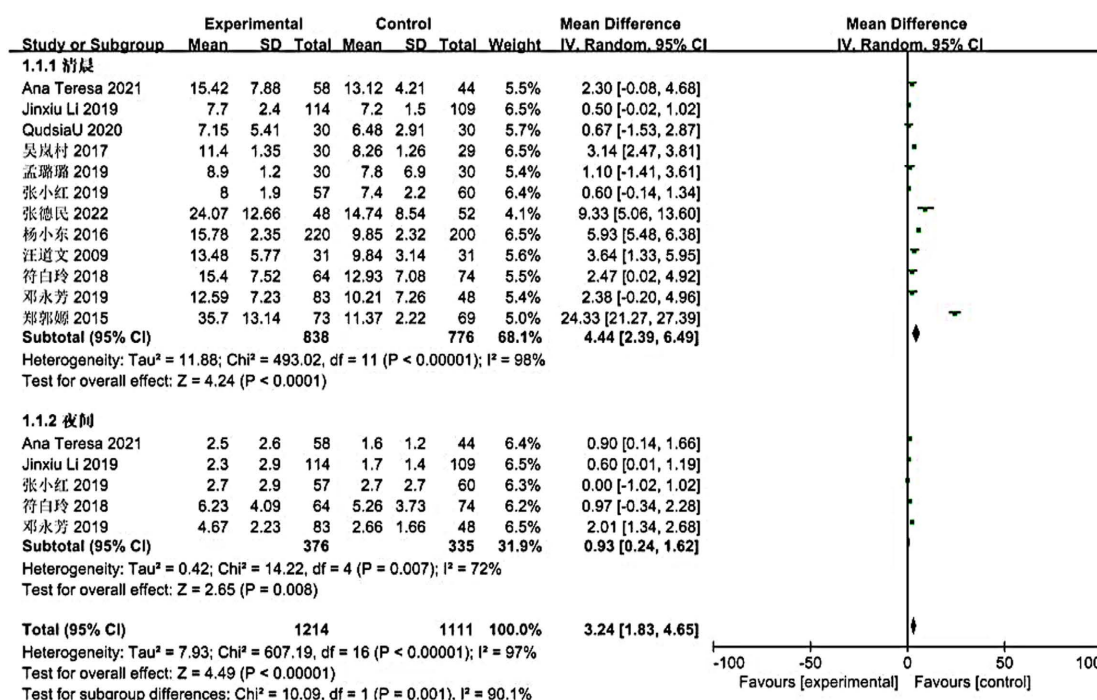 Experimental Control Mean Difference Mean Difference
Study or Subgroup Mean SD Total Mean SD Total Weight IV, Random, 95% CI IV, Random, 95% CI
1.1.1 清晨
Ana Teresa 2021 15.42 7.88 58 13.12 4.21 44 5.5% 2.30 [-0.08, 4.68]
Jinxiu Li 2019 7.7 2.4 114 7.2 1.5 109 6.5% 0.50 [-0.02, 1.02]
QudsiaU 2020 7.15 5.41 30 6.48 2.91 30 5.7% 0.67 [-1.53, 2.87]
吴岚村 2017 11.4 1.35 30 8.26 1.26 29 6.5% 3.14 [2.47, 3.81]
孟璐璐 2019 8.9 1.2 30 7.8 6.9 30 5.4% 1.10 [-1.41, 3.61]
张小红 2019 8 1.9 57 7.4 2.2 60 6.4% 0.60 [-0.14, 1.34]
张德民 2022 24.07 12.66 48 14.74 8.54 52 4.1% 9.33 [5.06, 13.60]
杨小东 2016 15.78 2.35 220 9.85 2.32 200 6.5% 5.93 [5.48, 6.38]
汪道文 2009 13.48 5.77 31 9.84 3.14 31 5.6% 3.64 [1.33, 5.95]
符白玲 2018 15.4 7.52 64 12.93 7.08 74 5.5% 2.47 [0.02, 4.92]
邓永芳 2019 12.59 7.23 83 10.21 7.26 48 5.4% 2.38 [-0.20, 4.96]
郑郭嫄 2015 35.7 13.14 73 11.37 2.22 69 5.0% 24.33 [21.27, 27.39]
Subtotal (95% CI) 838 776 68.1% 4.44 [2.39, 6.49]
Heterogeneity: Tau² = 11.88; Chi² = 493.02, df = 11 (P < 0.00001); I² = 98%
Test for overall effect: Z = 4.24 (P < 0.0001)
1.1.2 夜间
Ana Teresa 2021 2.5 2.6 58 1.6 1.2 44 6.4% 0.90 [0.14, 1.66]
Jinxiu Li 2019 2.3 2.9 114 1.7 1.4 109 6.5% 0.60 [0.01, 1.19]
张小红 2019 2.7 2.9 57 2.7 2.7 60 6.3% 0.00 [-1.02, 1.02]
符白玲 2018 6.23 4.09 64 5.26 3.73 74 6.2% 0.97 [-0.34, 2.28]
邓永芳 2019 4.67 2.23 83 2.66 1.66 48 6.5% 2.01 [1.34, 2.68]
Subtotal (95% CI) 376 335 31.9% 0.93 [0.24, 1.62]
Heterogeneity: Tau² = 0.42; Chi² = 14.22, df = 4 (P = 0.007); I² = 72%
Test for overall effect: Z = 2.65 (P = 0.008)
Total (95% CI) 1214 1111 100.0% 3.24 [1.83, 4.65]
Heterogeneity: Tau² = 7.93; Chi² = 607.19, df = 16 (P < 0.00001); I² = 97%
Test for overall effect: Z = 4.49 (P < 0.00001)
Test for subgroup differences: Chi² = 10.09, df = 1 (P = 0.001), I² = 90.1%
-100 -50 0 50 100
Favours [experimental] Favours [control]